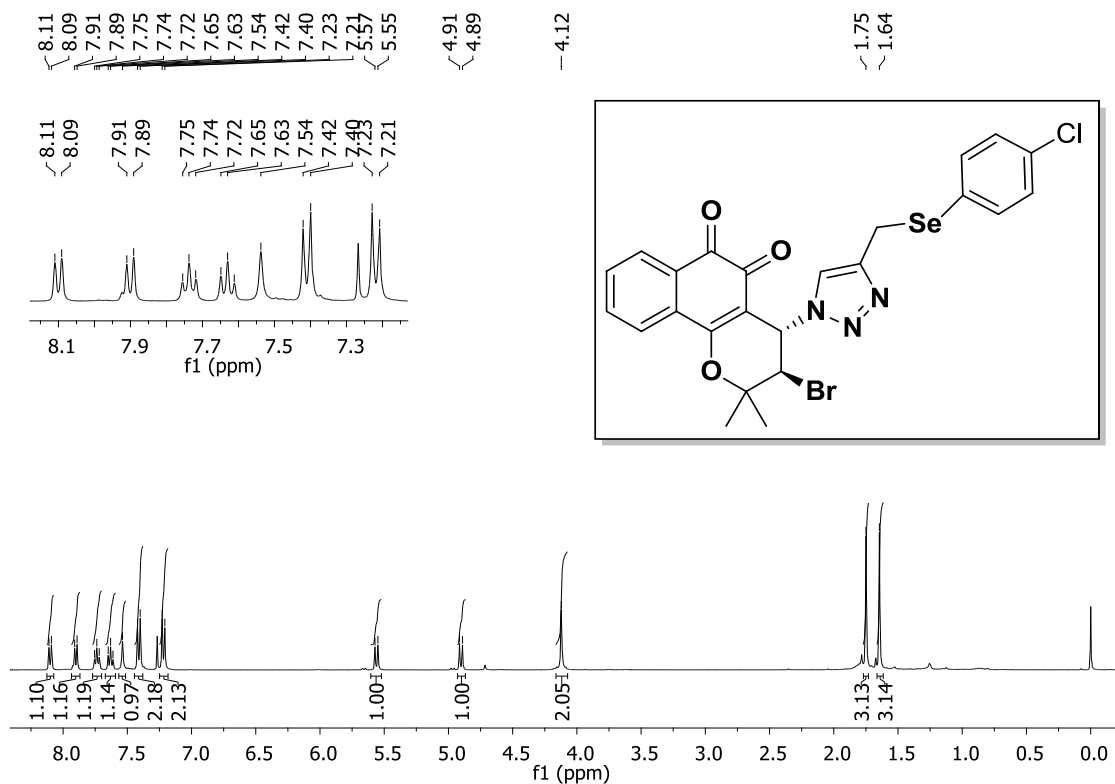 8.11 8.09 7.91 7.89 7.75 7.74 7.72 7.65 7.63 7.54 7.42 7.40 7.23 7.21 5.57 5.55 4.91 4.89 4.12 1.75 1.64
8.11 8.09 7.91 7.89 7.75 7.74 7.72 7.65 7.63 7.54 7.42 7.40 7.23 7.21
8.1 7.9 7.7 7.5 7.3
f1 (ppm)
Cl
Se
O
O
N
N
N
O
Br
1.10 1.16 1.19 1.14 0.97 2.18 2.13 1.00 1.00 2.05 3.13 3.14
8.0 7.5 7.0 6.5 6.0 5.5 5.0 4.5 4.0 3.5 3.0 2.5 2.0 1.5 1.0 0.5 0.0
f1 (ppm)